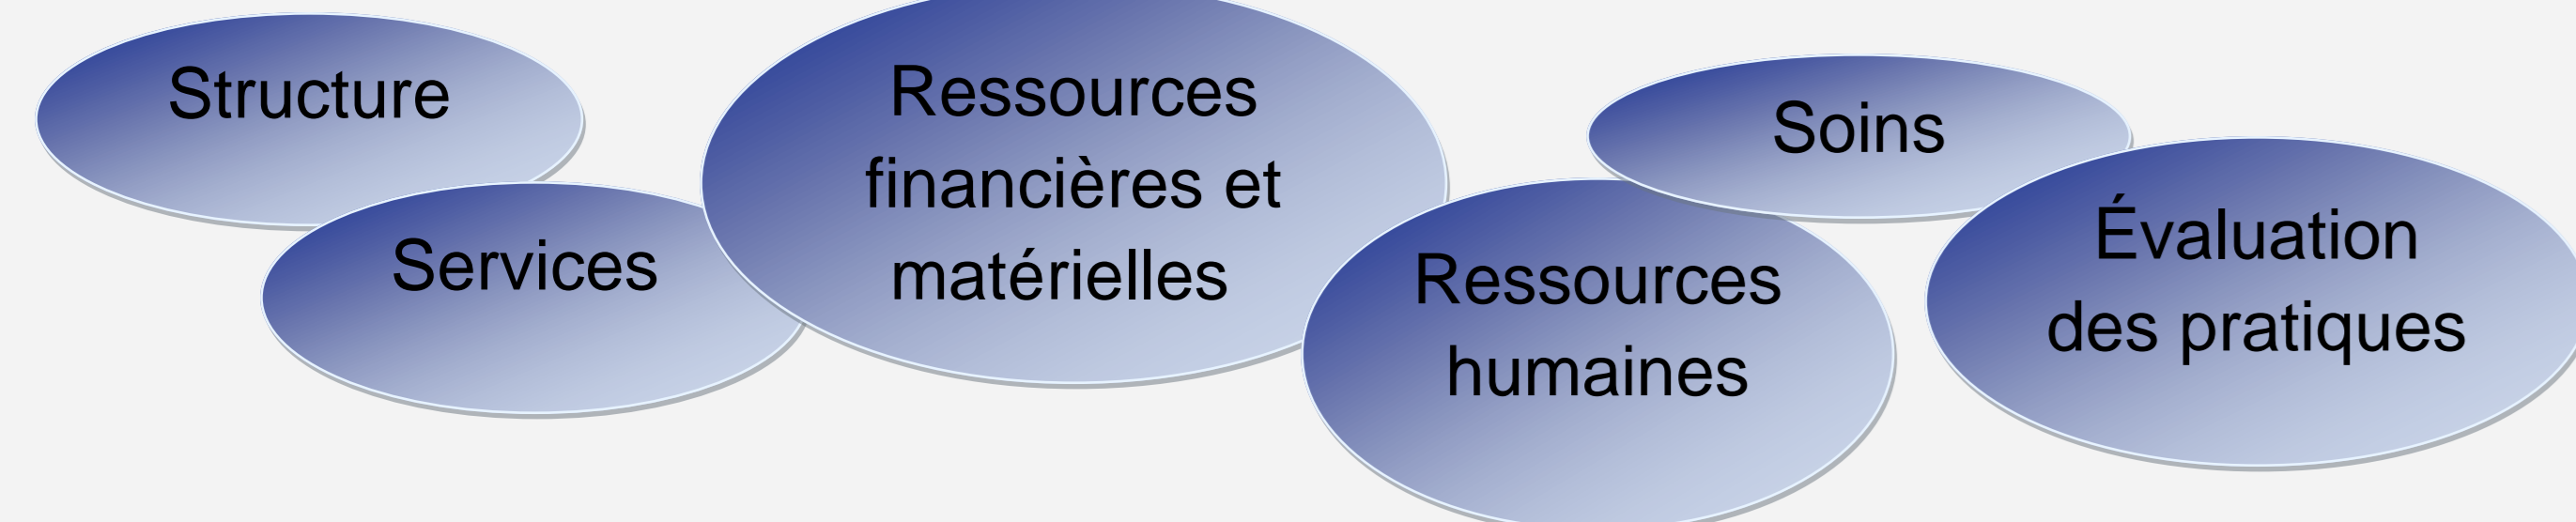 Structure
Services
Ressources
financières et
matérielles
Ressources
humaines
Soins
Évaluation
des pratiques